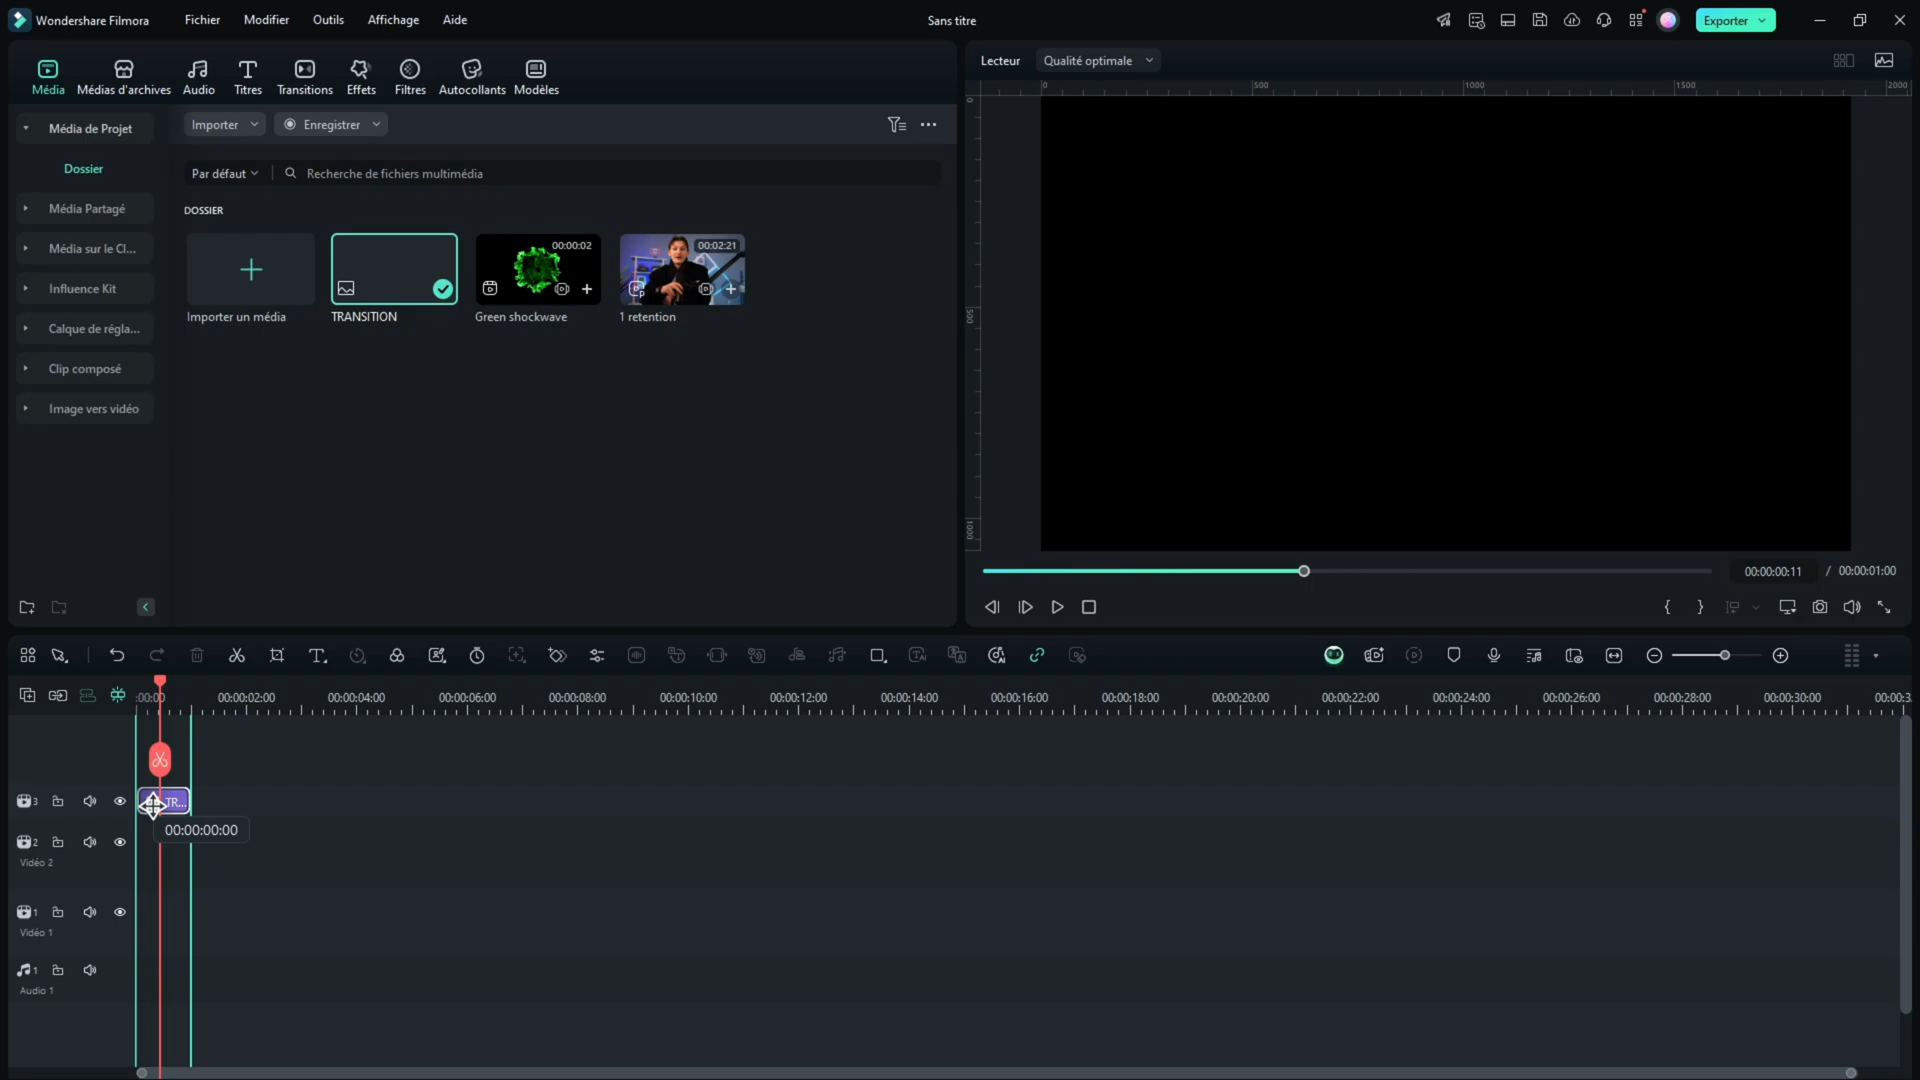 Wondershare Filmora
Fichier
Modifier
Outils
Affichage
Aide
Sans titre
Exporter
Média
Médias d'archives
Audio
Titres
Transitions
Effets
Filtres
Autocollants
Modèles
Lecteur
Qualité optimale
0
500
1000
1500
2000
0
500
1000
Média de Projet
Importer
Enregistrer
Dossier
Par défaut
Recherche de fichiers multimédia
Média Partagé
DOSSIER
Média sur le Cl...
00:00:02
00:02:21
Influence Kit
Importer un média
TRANSITION
Green shockwave
1 retention
Calque de régla...
Clip composé
Image vers vidéo
00:00:00:11 / 00:00:01:00
:00:00
00:00:02:00
00:00:04:00
00:00:06:00
00:00:08:00
00:00:10:00
00:00:12:00
00:00:14:00
00:00:16:00
00:00:18:00
00:00:20:00
00:00:22:00
00:00:24:00
00:00:26:00
00:00:28:00
00:00:30:00
00:00:3
3
TR...
00:00:00:00
2
Vidéo 2
1
Vidéo 1
1
Audio 1